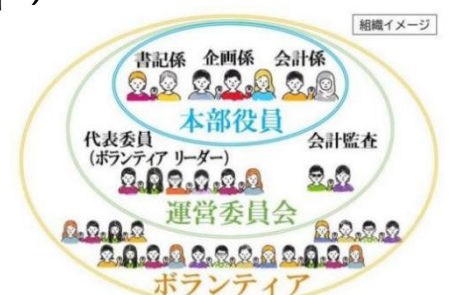 組織イメージ
書記係 企画係 会計係
本部役員
代表委員
(ボランティア リーダー)
会計監査
運営委員会
ボランティア